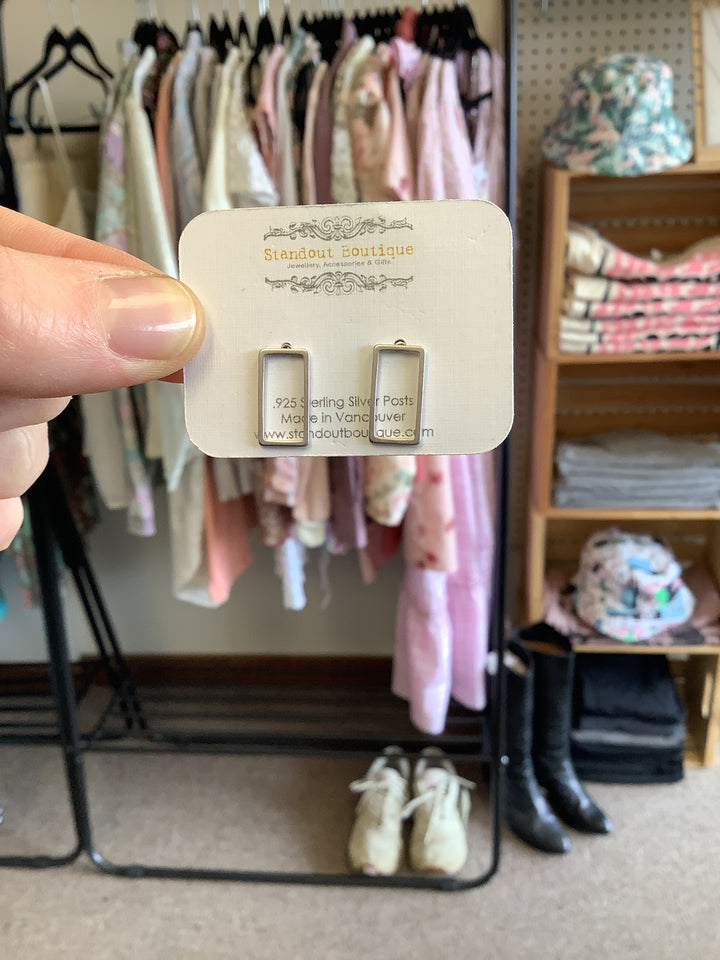 Standout Boutique
Jewellery, Accessories & Gifts
.925 Sterling Silver Posts
Made in Vancouver
www.standoutboutique.com